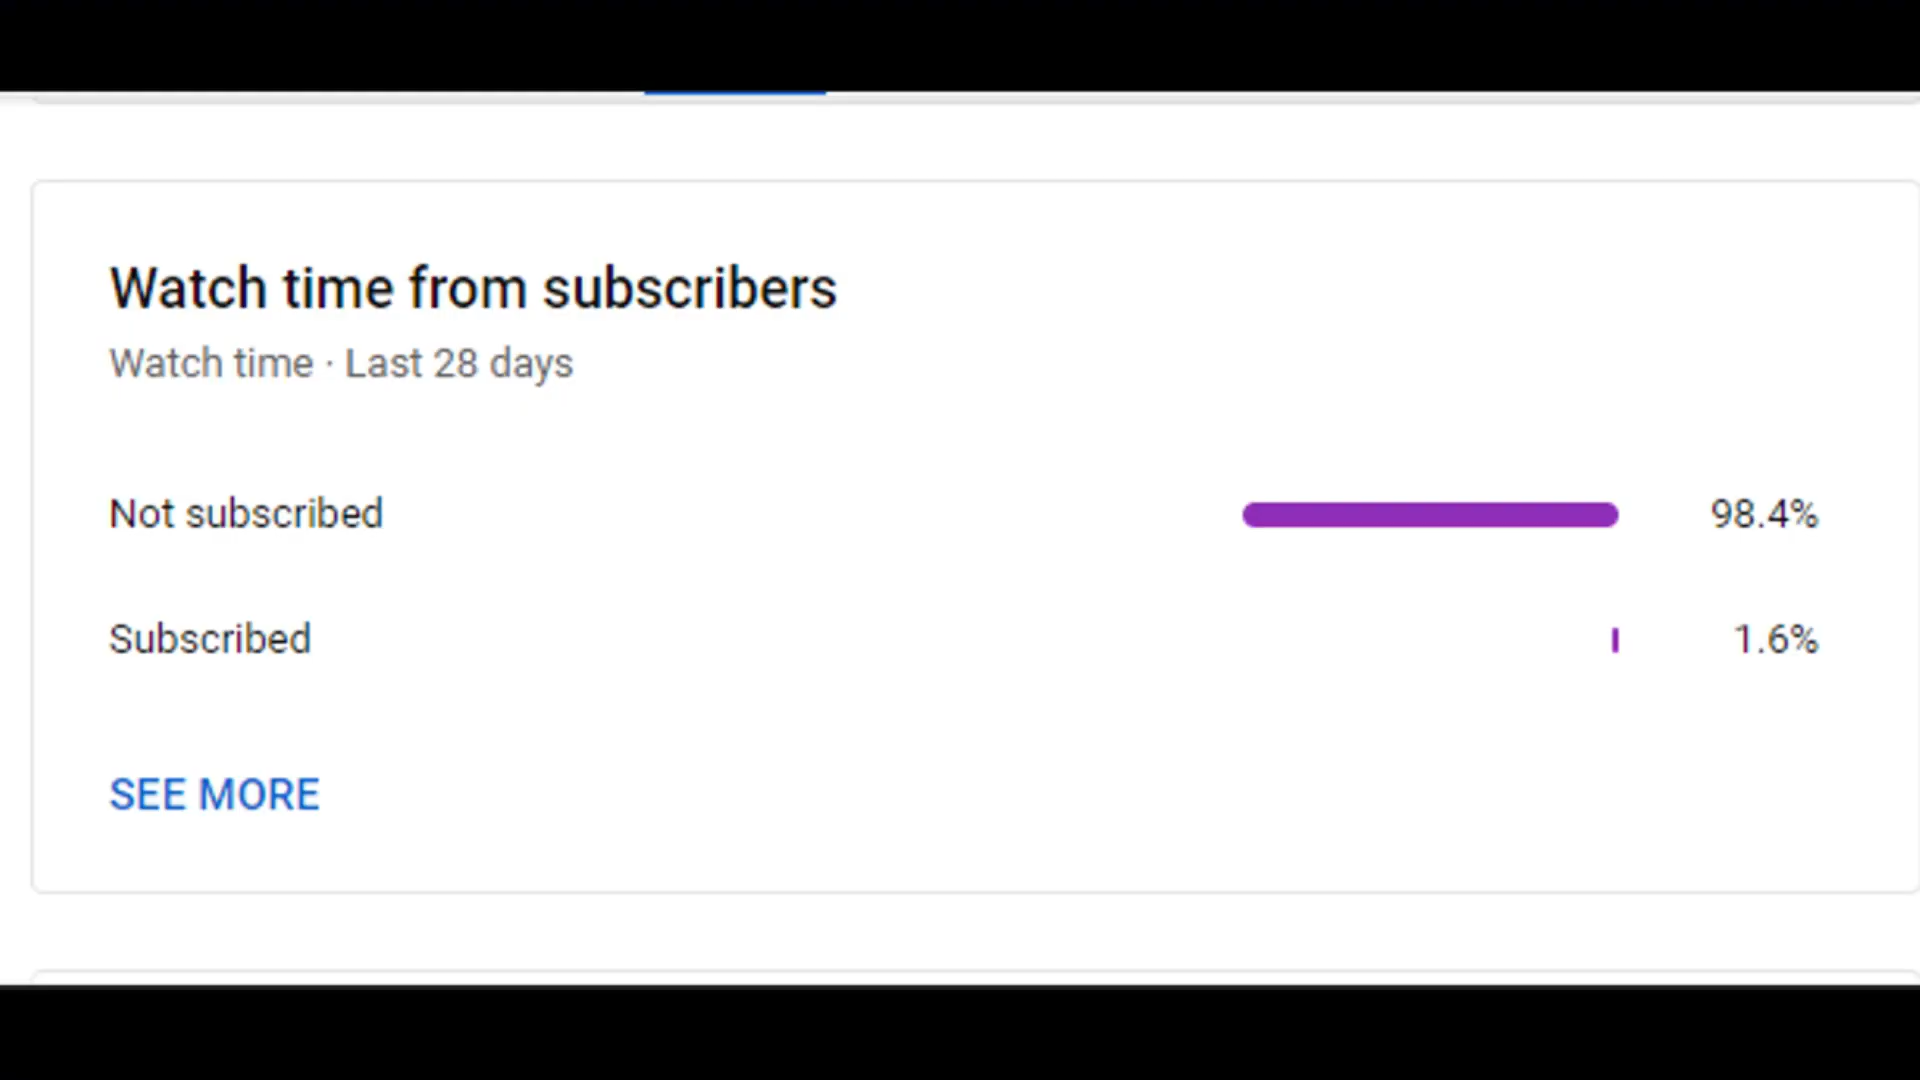 Watch time from subscribers
Watch time · Last 28 days
Not subscribed 98.4%
Subscribed 1.6%
SEE MORE